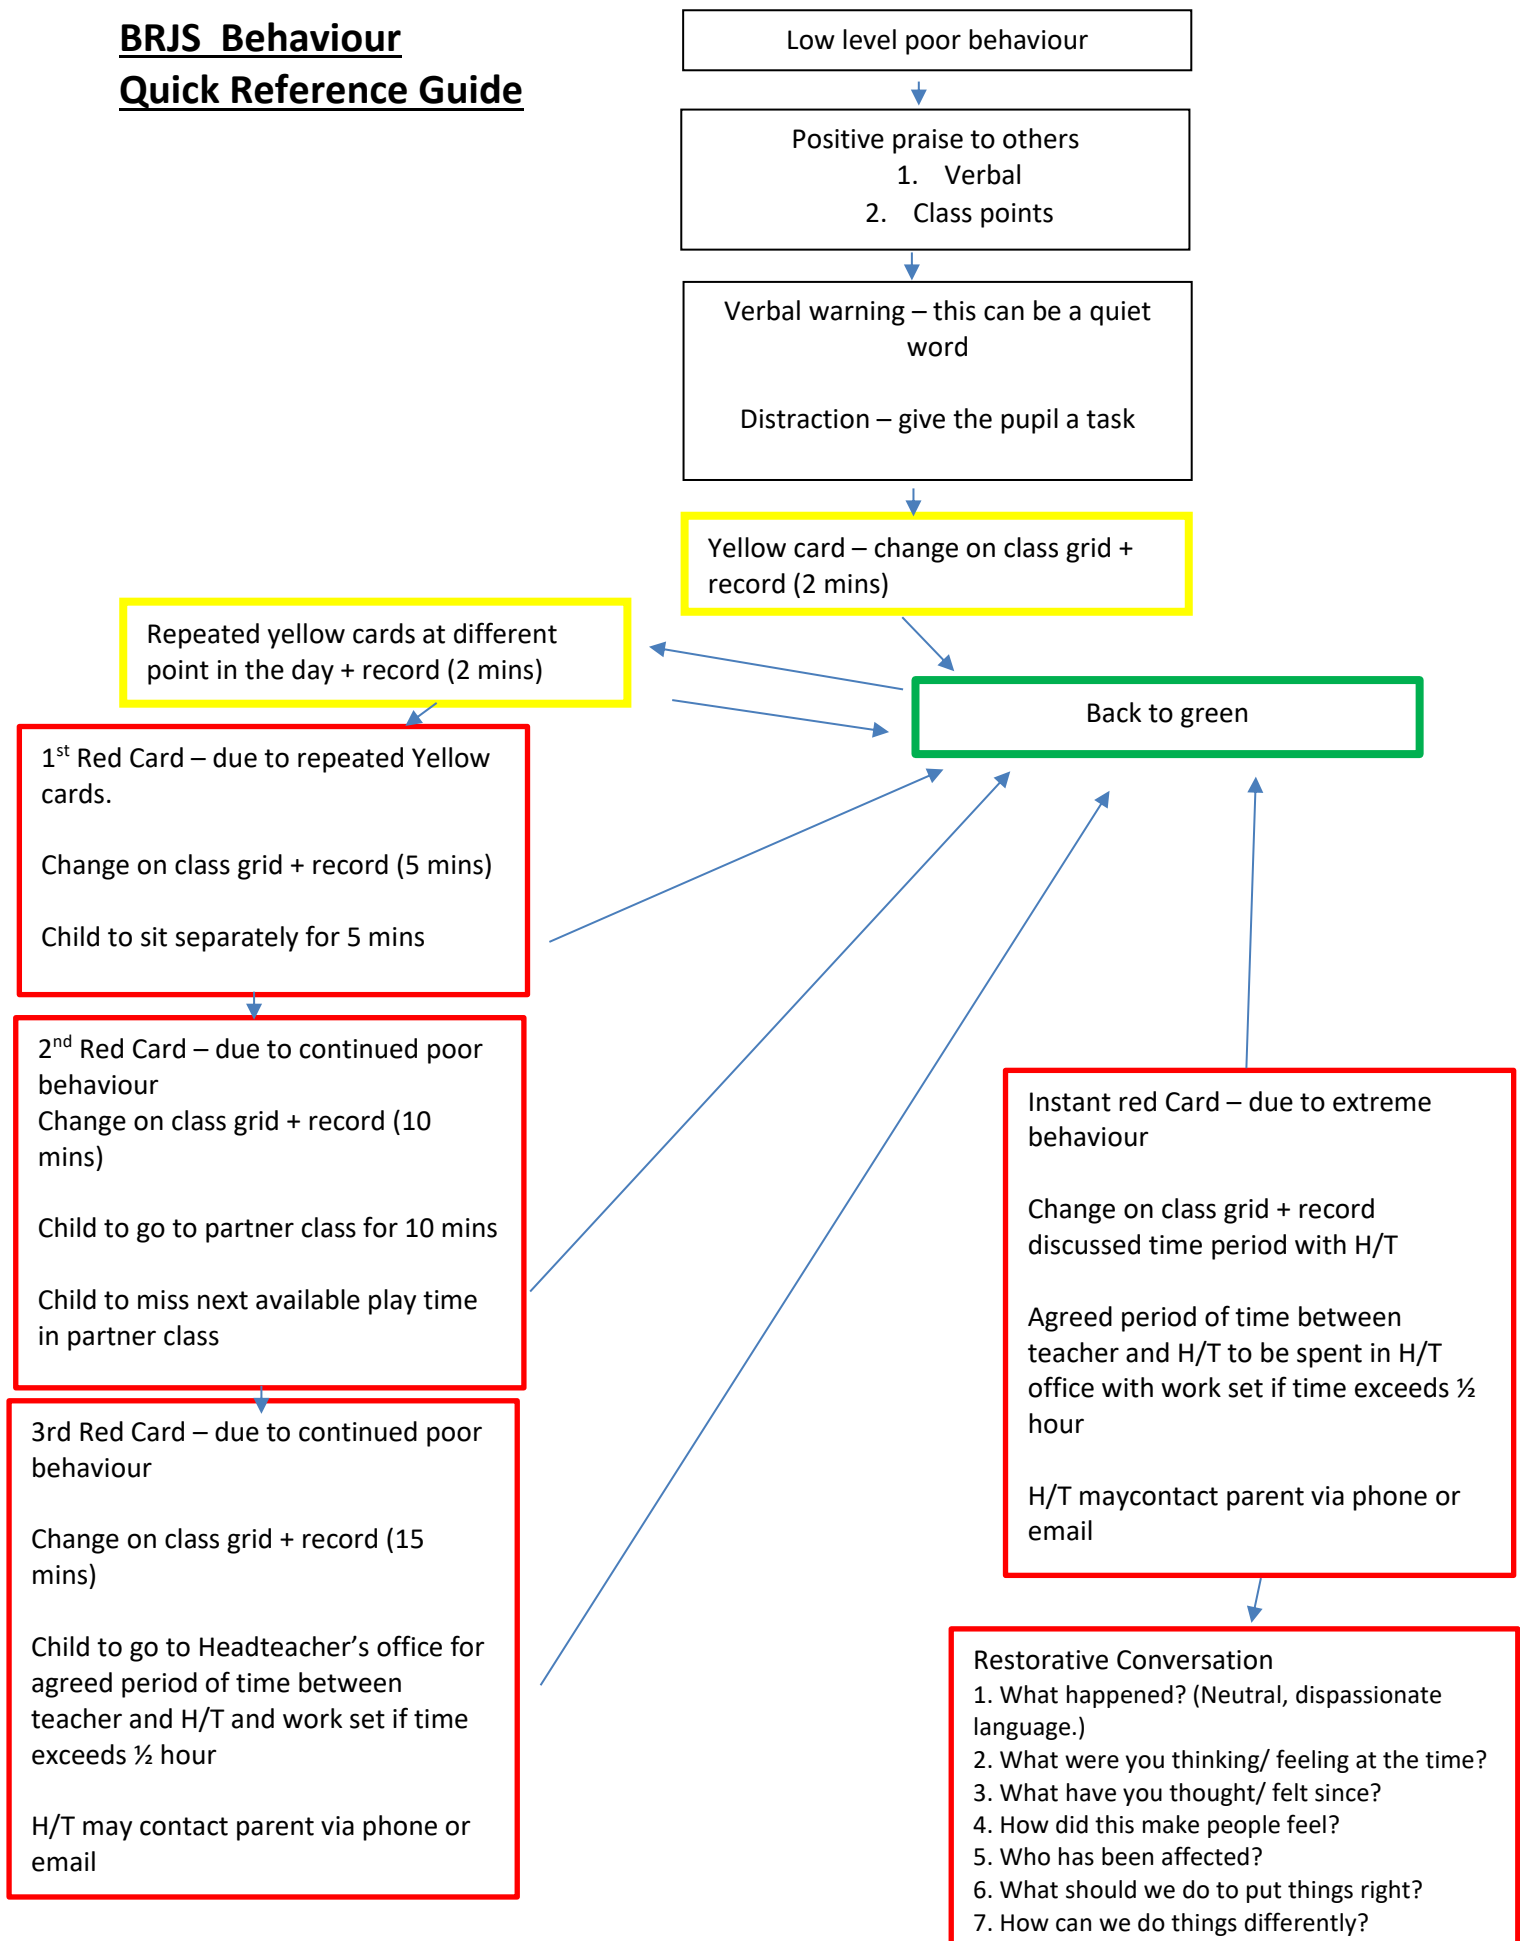 BRJS  Behaviour
Quick Reference Guide
Low level poor behaviour
Positive praise to others
1. Verbal
2. Class points
Verbal warning – this can be a quiet
word
Distraction – give the pupil a task
Yellow card – change on class grid +
record (2 mins)
Repeated yellow cards at different
point in the day + record (2 mins)
Back to green
1st Red Card – due to repeated Yellow
cards.
Change on class grid + record (5 mins)
Child to sit separately for 5 mins
2nd Red Card – due to continued poor
behaviour
Change on class grid + record (10
mins)
Child to go to partner class for 10 mins
Child to miss next available play time
in partner class
3rd Red Card – due to continued poor
behaviour
Change on class grid + record (15
mins)
Child to go to Headteacher’s office for
agreed period of time between
teacher and H/T and work set if time
exceeds ½ hour
H/T may contact parent via phone or
email
Instant red Card – due to extreme
behaviour
Change on class grid + record
discussed time period with H/T
Agreed period of time between
teacher and H/T to be spent in H/T
office with work set if time exceeds ½
hour
H/T maycontact parent via phone or
email
Restorative Conversation
1. What happened? (Neutral, dispassionate
language.)
2. What were you thinking/ feeling at the time?
3. What have you thought/ felt since?
4. How did this make people feel?
5. Who has been affected?
6. What should we do to put things right?
7. How can we do things differently?